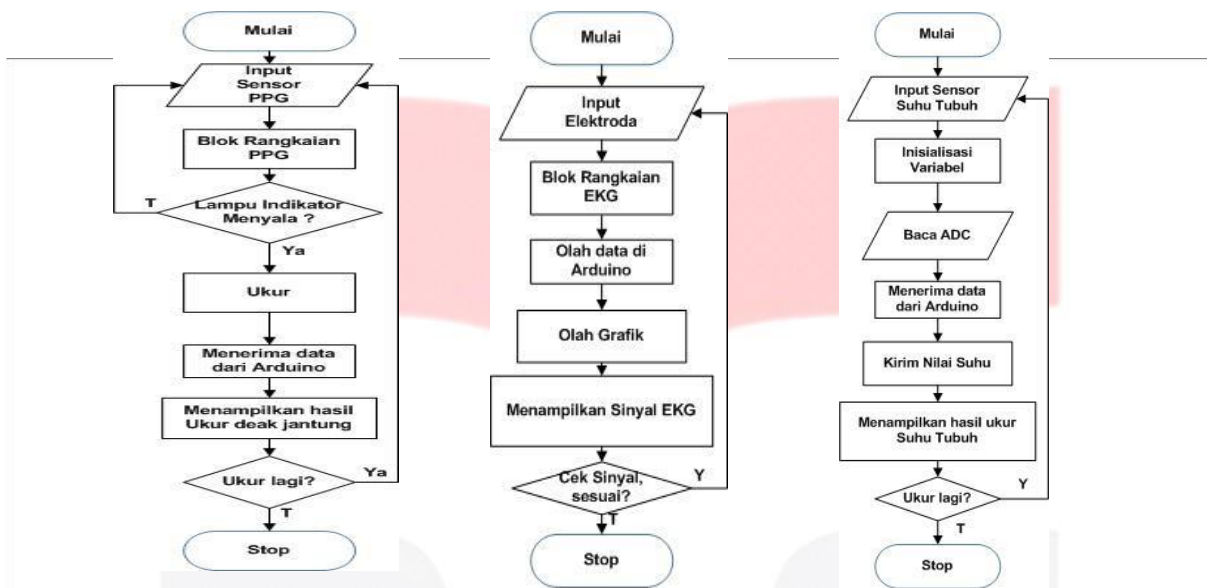 Mulai
Input
Sensor
PPG
Blok Rangkaian
PPG
T
Lampu Indikator
Menyala ?
Ya
Ukur
Menerima data
dari Arduino
Menampilkan hasil
Ukur deak jantung
Ukur lagi?
Ya
T
Stop
Mulai
Input
Elektroda
Blok Rangkaian
EKG
Olah data di
Arduino
Olah Grafik
Menampilkan Sinyal EKG
Cek Sinyal,
sesuai?
Y
T
Stop
Mulai
Input Sensor
Suhu Tubuh
Inisialisasi
Variabel
Baca ADC
Menerima data
dari Arduino
Kirim Nilai Suhu
Menampilkan hasil ukur
Suhu Tubuh
Ukur lagi?
Y
T
Stop